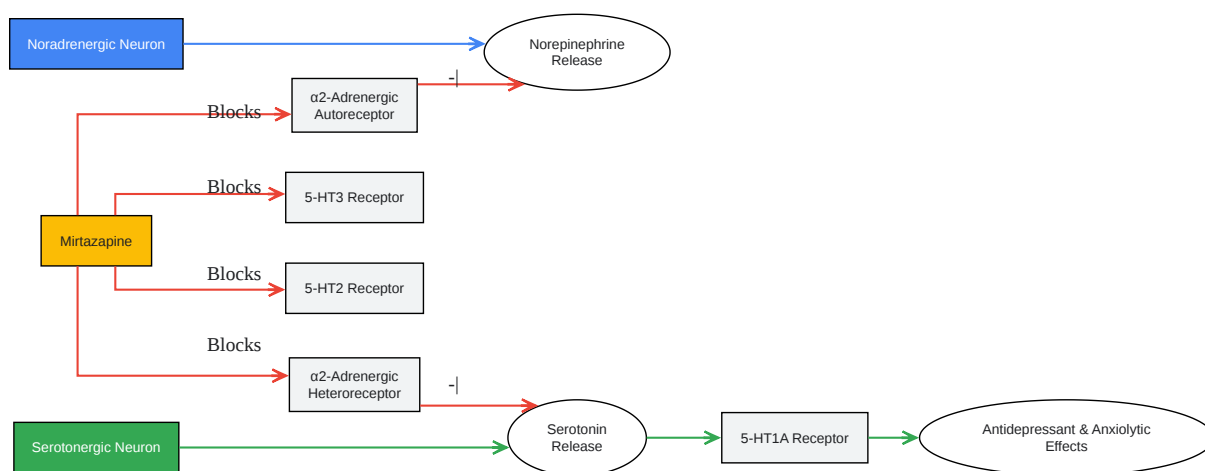 Noradrenergic Neuron
Norepinephrine
Release
-|
α2-Adrenergic
Autoreceptor
Blocks
Blocks
5-HT3 Receptor
Mirtazapine
Blocks
5-HT2 Receptor
Blocks
α2-Adrenergic
Heteroreceptor
-|
Serotonergic Neuron
Serotonin
Release
5-HT1A Receptor
Antidepressant & Anxiolytic
Effects